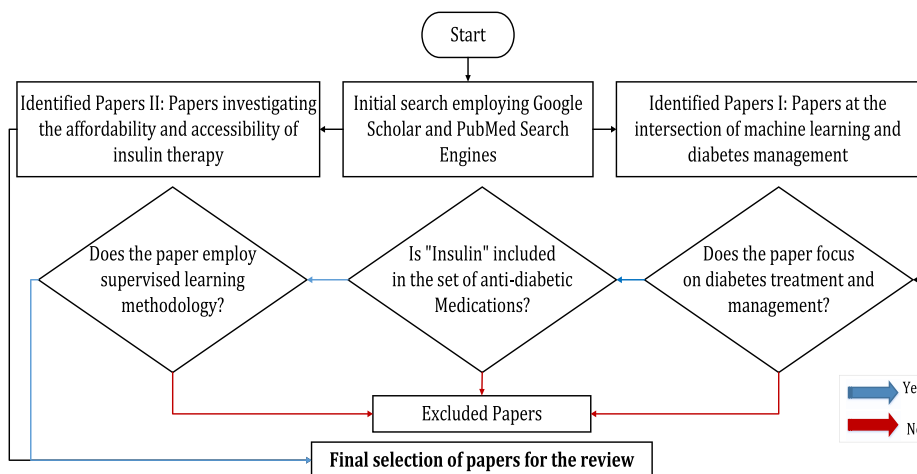 Start
Identified Papers II: Papers investigating
the affordability and accessibility of
insulin therapy
Initial search employing Google
Scholar and PubMed Search
Engines
Identified Papers I: Papers at the
intersection of machine learning and
diabetes management
Does the paper employ
supervised learning
methodology?
Is "Insulin" included
in the set of anti-diabetic
Medications?
Does the paper focus
on diabetes treatment and
management?
Excluded Papers
Ye
No
Final selection of papers for the review